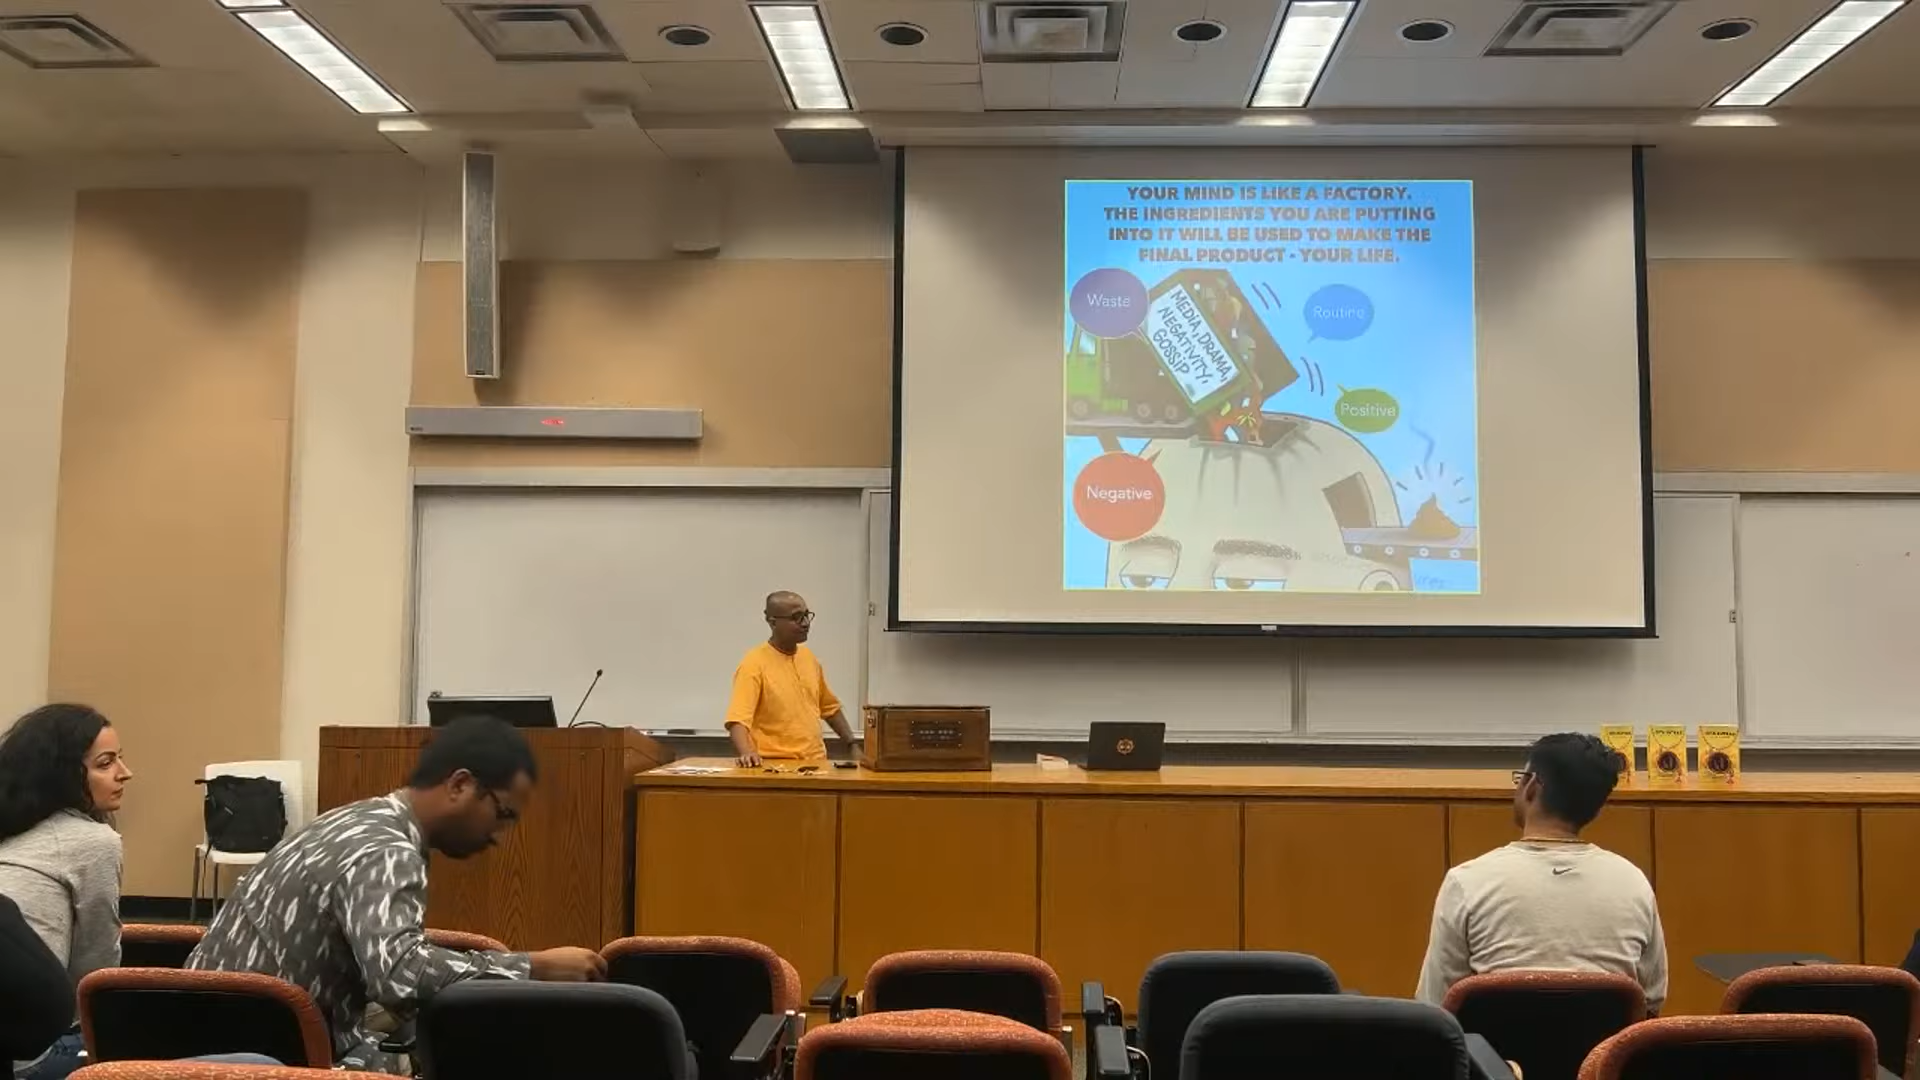 YOUR MIND IS LIKE A FACTORY.
THE INGREDIENTS YOU ARE PUTTING
INTO IT WILL BE USED TO MAKE THE
FINAL PRODUCT - YOUR LIFE.
Waste
MEDIA, DRAMA,
NEGATIVITY,
GOSSIP
Routine
Positive
Negative